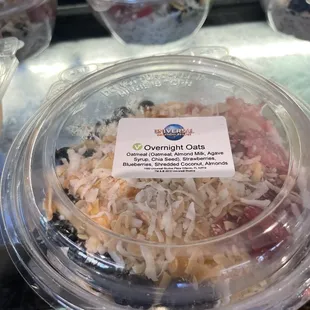 Overnight Oats
Oatmeal (Oatmeal, Almond Milk, Agave
Syrup, Chia Seed), Strawberries,
Blueberries, Shredded Coconut, Almonds